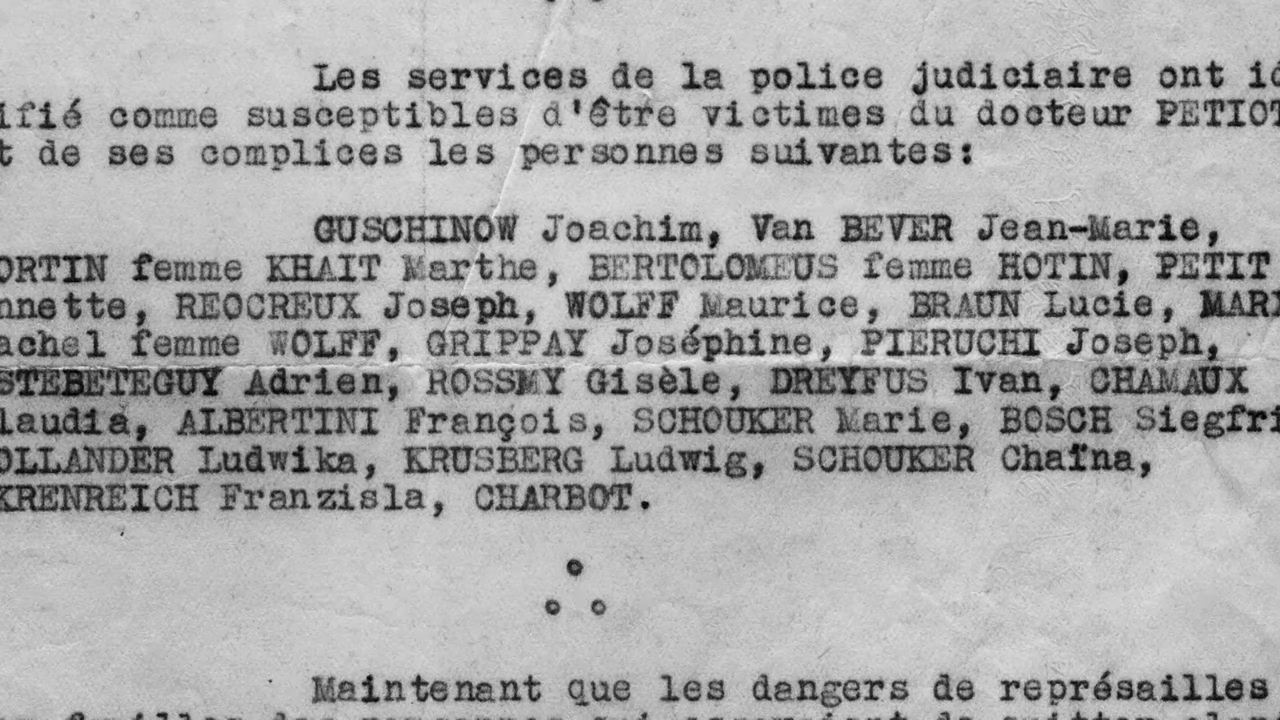 Les services de la police judiciaire ont id
ifié comme susceptibles d'être victimes du docteur PETIOT
t de ses complices les personnes suivantes:
GUSCHINOW Joachim, Van BEVER Jean-Marie,
ORTIN femme KHAIT Marthe, BERTOLOMEUS femme HOTIN, PETIT
nnette, REOCREUX Joseph, WOLFF Maurice, BRAUN Lucie, MAR
achel femme WOLFF, GRIPPAY Joséphine, PIERUCHI Joseph,
STEBETEGUY Adrien, ROSSMY Gisèle, DREYFUS Ivan, CHAMAUX
laudia, ALBERTINI François, SCHOUKER Marie, BOSCH Siegfri
OLLANDER Ludwika, KRUSBERG Ludwig, SCHOUKER Chaïna,
KRENREICH Franzisla, CHARBOT.
Maintenant que les dangers de représailles